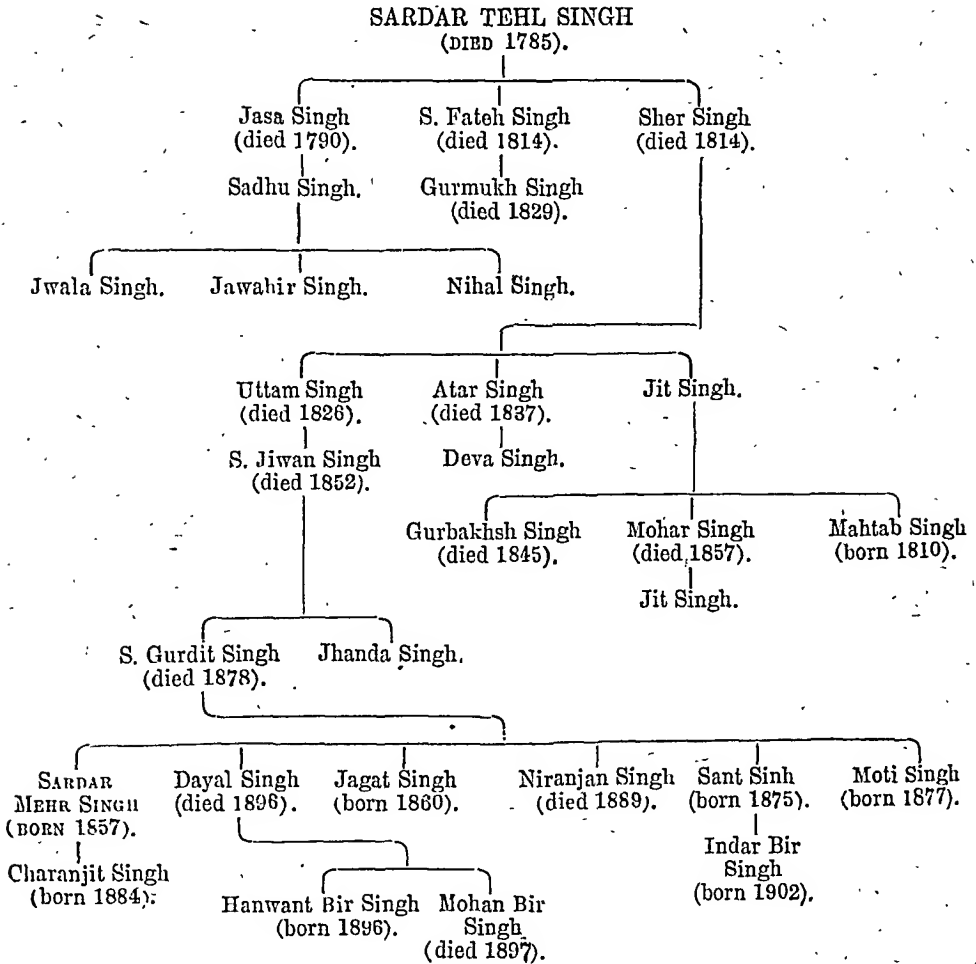 SARDAR TEHL SINGH
(DIED 1785).
Jasa Singh
(died 1790).
S. Fateh Singh
(died 1814).
Sher Singh
(died 1814).
Sadhu Singh.
Gurmukh Singh
(died 1829).
Jwala Singh.
Jawahir Singh.
Nihal Singh.
Uttam Singh
(died 1826).
Atar Singh
(died 1837).
Jit Singh.
S. Jiwan Singh
(died 1852).
Deva Singh.
Gurbakhsh Singh
(died 1845).
Mohar Singh
(died 1857).
Mahtab Singh
(born 1810).
Jit Singh.
S. Gurdit Singh
(died 1878).
Jhanda Singh.
SARDAR
MEHR SINGH
(BORN 1857).
Dayal Singh
(died 1896).
Jagat Singh
(born 1860).
Niranjan Singh
(died 1889).
Sant Sinh
(born 1875).
Moti Singh
(born 1877).
Charanjit Singh
(born 1884).
Hanwant Bir Singh
(born 1896).
Mohan Bir
Singh
(died 1897).
Indar Bir
Singh
(born 1902).